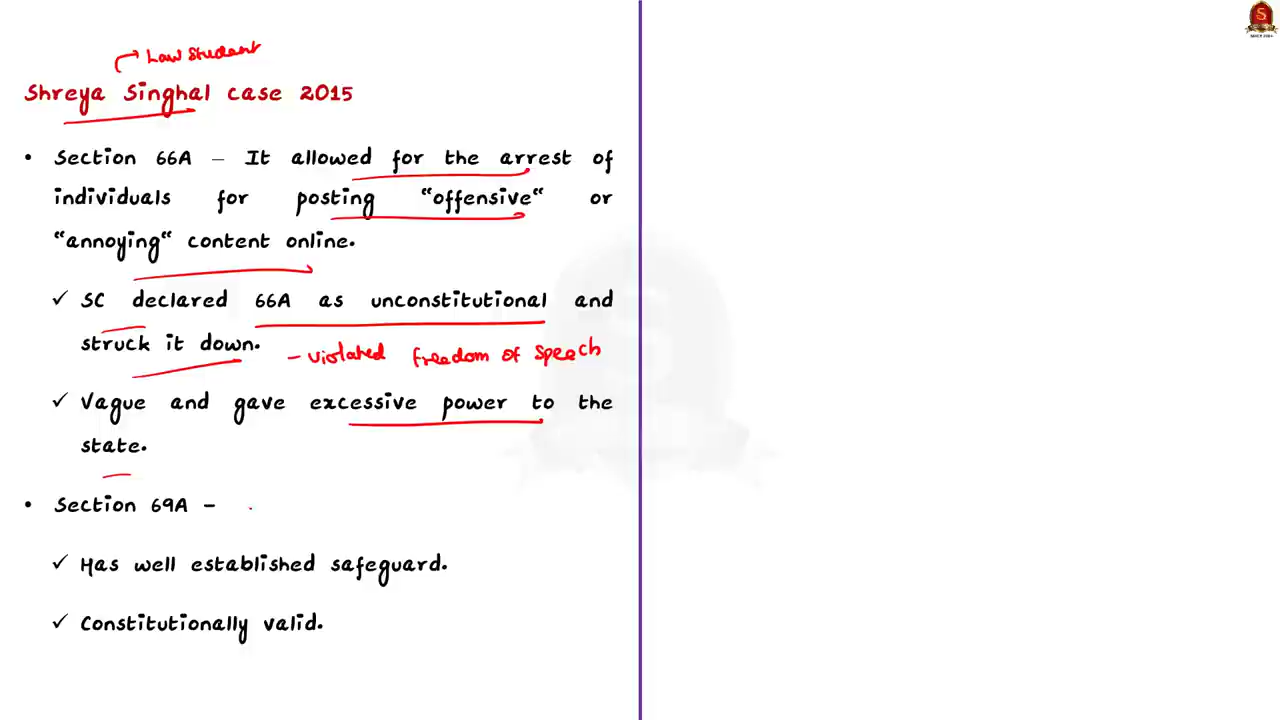 Law Student
Shreya Singhal case 2015
• Section 66A – It allowed for the arrest of
individuals for posting “offensive“ or
“annoying“ content online.
✓ SC declared 66A as unconstitutional and
struck it down.
- violated freedom of speech
✓ Vague and gave excessive power to the
state.
• Section 69A –
✓ Has well established safeguard.
✓ Constitutionally valid.